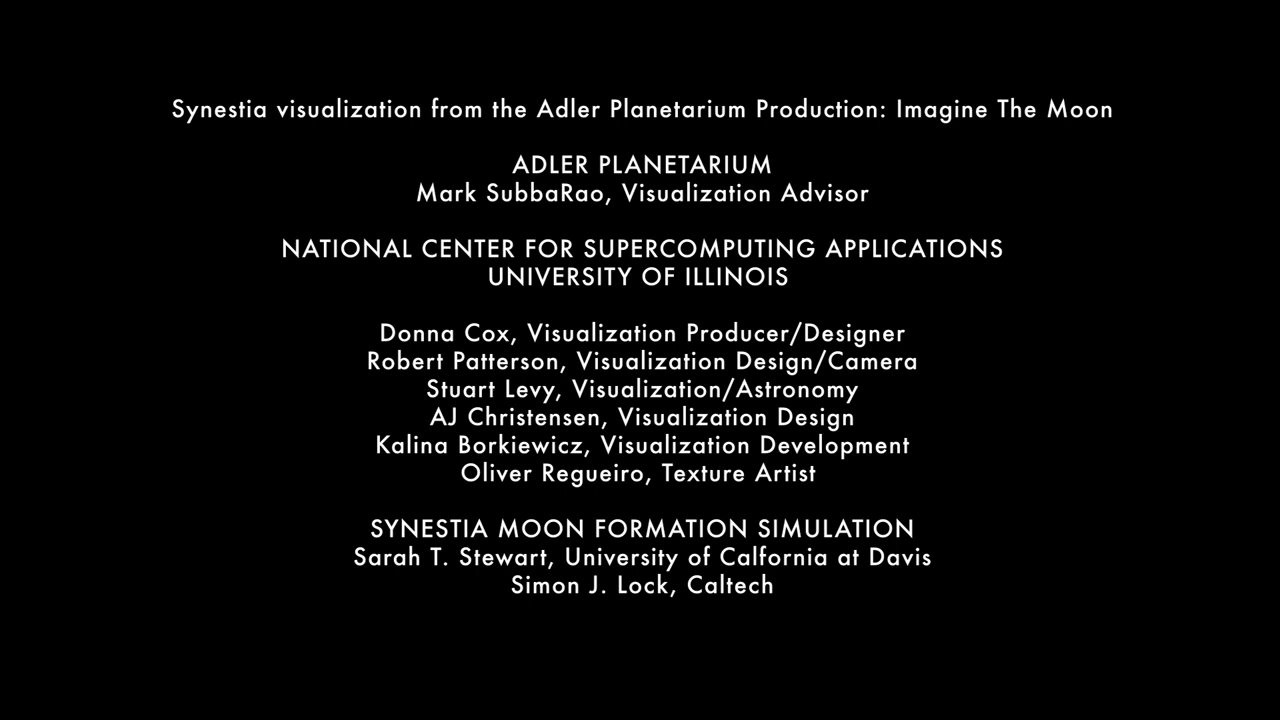 Synestia visualization from the Adler Planetarium Production: Imagine The Moon
ADLER PLANETARIUM
Mark SubbaRao, Visualization Advisor
NATIONAL CENTER FOR SUPERCOMPUTING APPLICATIONS
UNIVERSITY OF ILLINOIS
Donna Cox, Visualization Producer/Designer
Robert Patterson, Visualization Design/Camera
Stuart Levy, Visualization/Astronomy
AJ Christensen, Visualization Design
Kalina Borkiewicz, Visualization Development
Oliver Regueiro, Texture Artist
SYNESTIA MOON FORMATION SIMULATION
Sarah T. Stewart, University of Calfornia at Davis
Simon J. Lock, Caltech